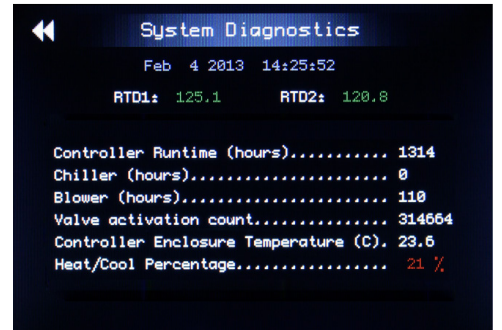 System Diagnostics
Feb 4 2013 14:25:52
RTD1: 125.1 RTD2: 120.8
Controller Runtime (hours)........... 1314
Chiller (hours)...................... 0
Blower (hours)....................... 110
Valve activation count............... 314664
Controller Enclosure Temperature (C). 23.6
Heat/Cool Percentage................. 21 %